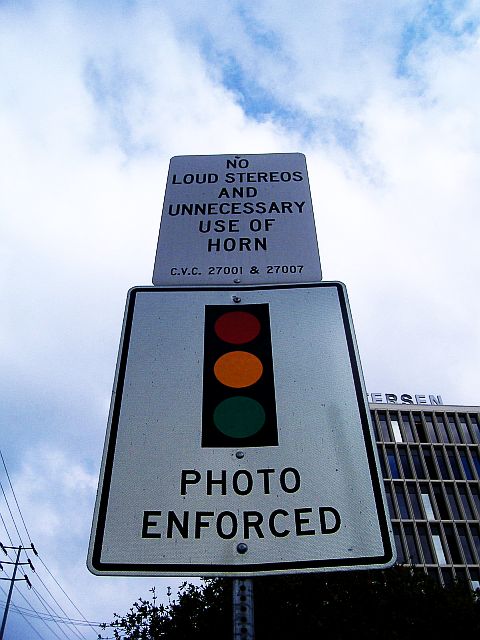 NO
LOUD STEREOS
AND
UNNECESSARY
USE OF
HORN
C.V.C. 27001 & 27007
PHOTO
ENFORCED
ERSEN